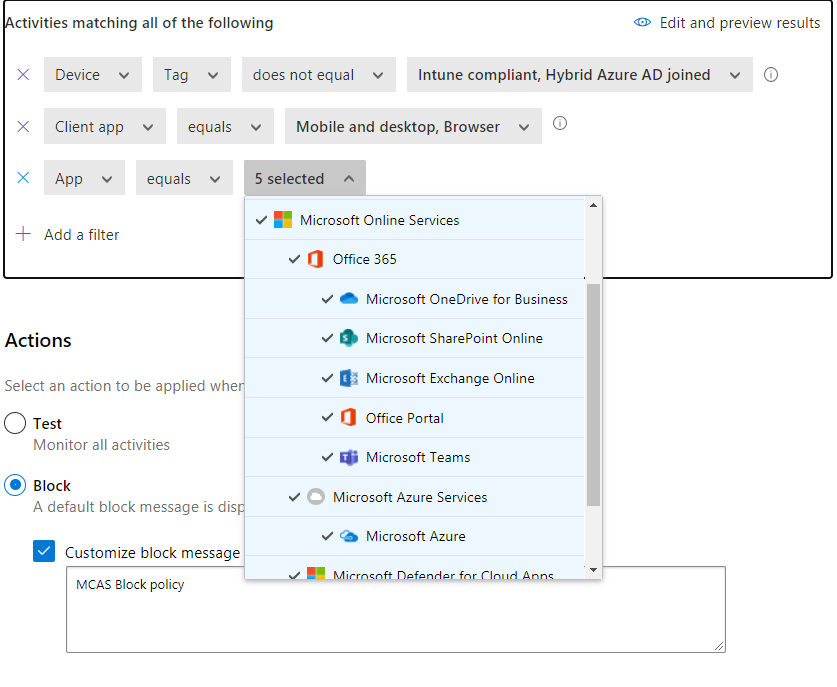 Activities matching all of the following
Edit and preview results
Device Tag does not equal Intune compliant, Hybrid Azure AD joined
Client app equals Mobile and desktop, Browser
App equals 5 selected
Add a filter
Microsoft Online Services
Office 365
Microsoft OneDrive for Business
Microsoft SharePoint Online
Microsoft Exchange Online
Office Portal
Microsoft Teams
Microsoft Azure Services
Microsoft Azure
Microsoft Defender for Cloud Apps
Actions
Select an action to be applied when
Test
Monitor all activities
Block
A default block message is disp
Customize block message
MCAS Block policy